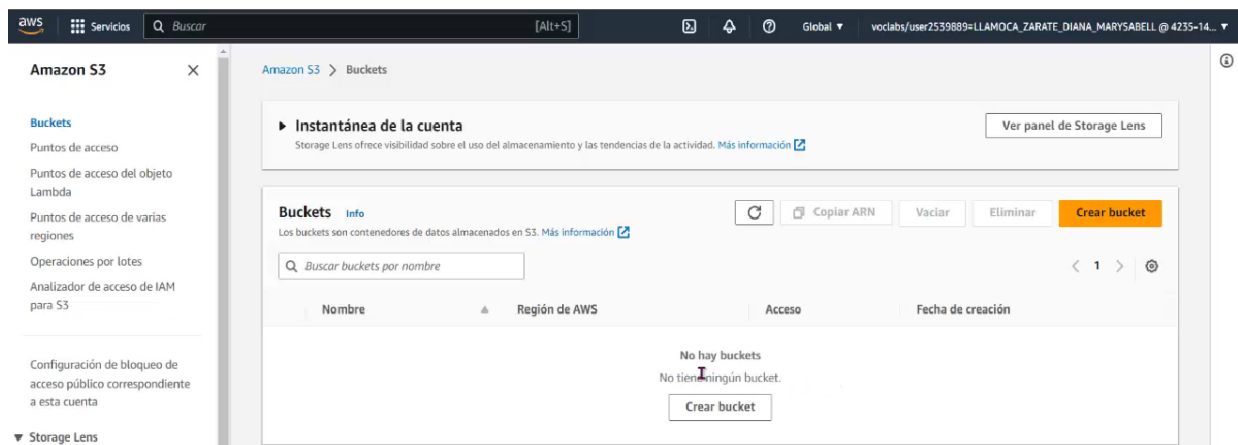 aws
Servicios
Buscar
[Alt+S]
Global ▼
voclabs/user2539889=LLAMOCA_ZARATE_DIANA_MARYSABELL @ 4235-14... ▼
Amazon S3
Buckets
Puntos de acceso
Puntos de acceso del objeto
Lambda
Puntos de acceso de varias
regiones
Operaciones por lotes
Analizador de acceso de IAM
para S3
Configuración de bloqueo de
acceso público correspondiente
a esta cuenta
▼ Storage Lens
Amazon S3 > Buckets
Instantánea de la cuenta
Storage Lens ofrece visibilidad sobre el uso del almacenamiento y las tendencias de la actividad. Más información
Ver panel de Storage Lens
Buckets Info
Los buckets son contenedores de datos almacenados en S3. Más información
Copiar ARN
Vaciar
Eliminar
Crear bucket
Buscar buckets por nombre
< 1 >
Nombre
Región de AWS
Acceso
Fecha de creación
No hay buckets
No tiene ningún bucket.
Crear bucket